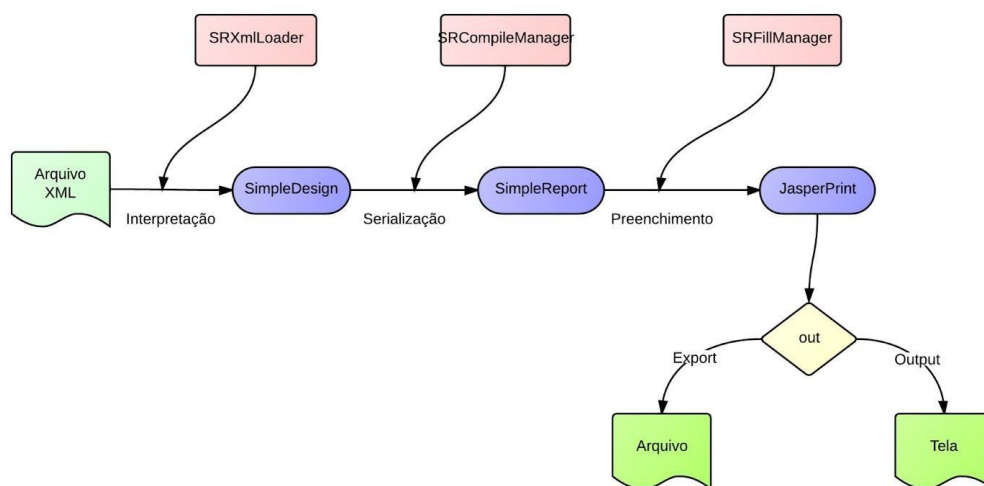 SRXmlLoader
SRCompileManager
SRFillManager
Arquivo
XML
SimpleDesign
SimpleReport
JasperPrint
Interpretação
Serialização
Preenchimento
out
Export
Output
Arquivo
Tela